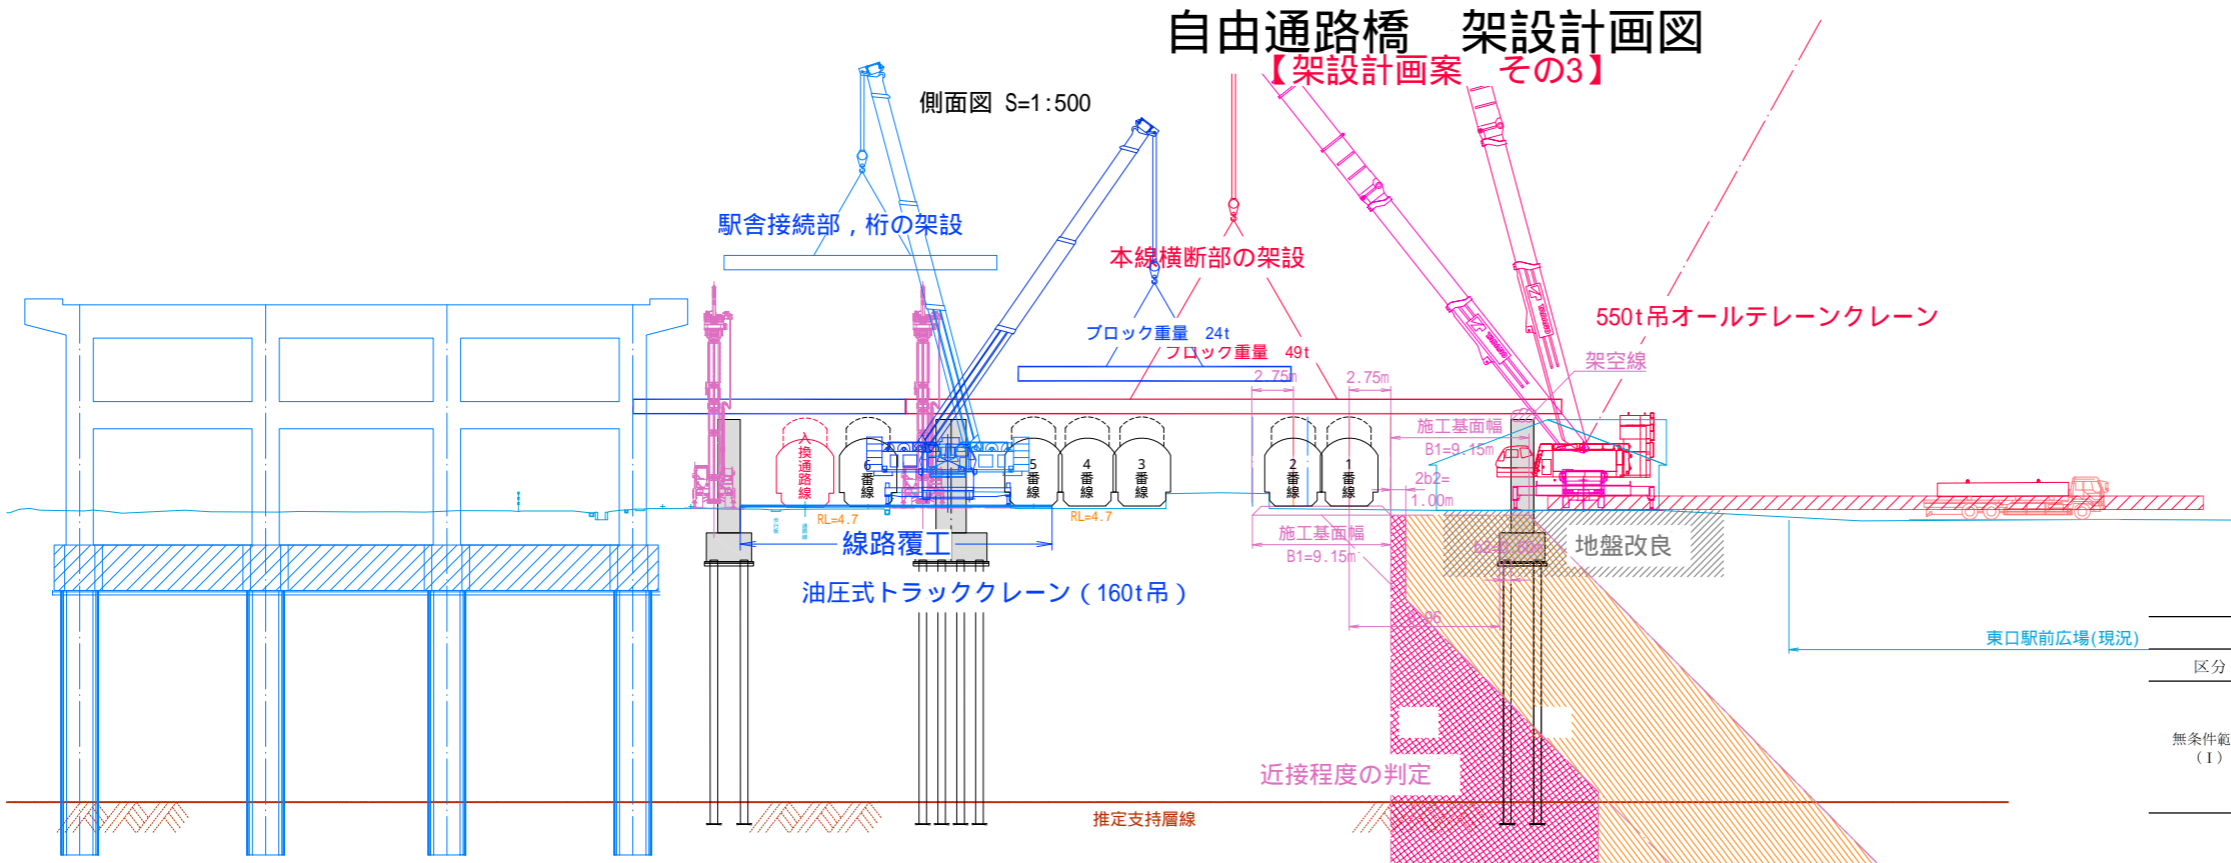 自由通路橋　架設計画図
【架設計画案　その3】
側面図 S=1:500
駅舎接続部，桁の架設
本線横断部の架設
550t吊オールテレーンクレーン
ブロック重量　24t
ブロック重量　49t
架空線
2.75m
2.75m
施工基面幅
B1=9.15m
入換通路線
6番線
5番線
4番線
3番線
2番線
1番線
2b2=
1.00m
RL=4.7
RL=4.7
線路覆工
施工基面幅
B1=9.15m
地盤改良
油圧式トラッククレーン（160t吊）
東口駅前広場(現況)
区分
無条件範
（I）
近接程度の判定
推定支持層線